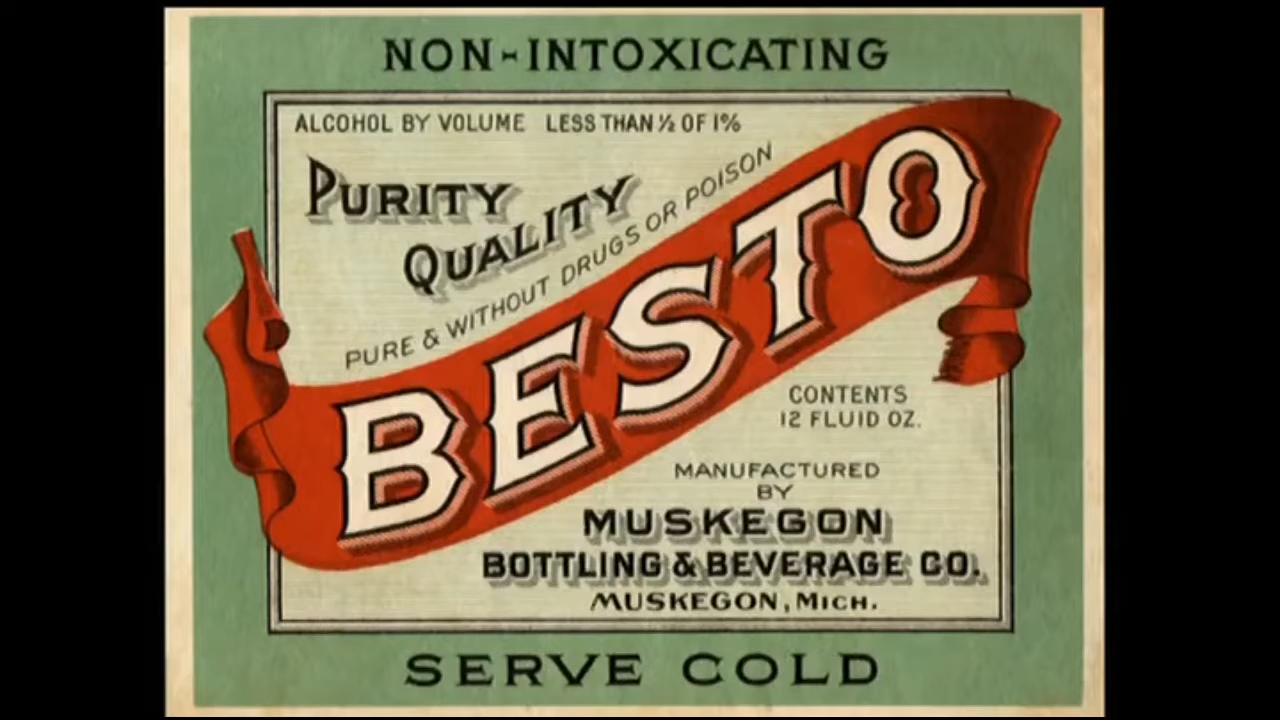 NON-INTOXICATING
ALCOHOL BY VOLUME LESS THAN ½ OF 1%
PURITY
QUALITY
PURE & WITHOUT DRUGS OR POISON
BESTO
CONTENTS
12 FLUID OZ.
MANUFACTURED
BY
MUSKEGON
BOTTLING & BEVERAGE CO.
MUSKEGON, MICH.
SERVE COLD